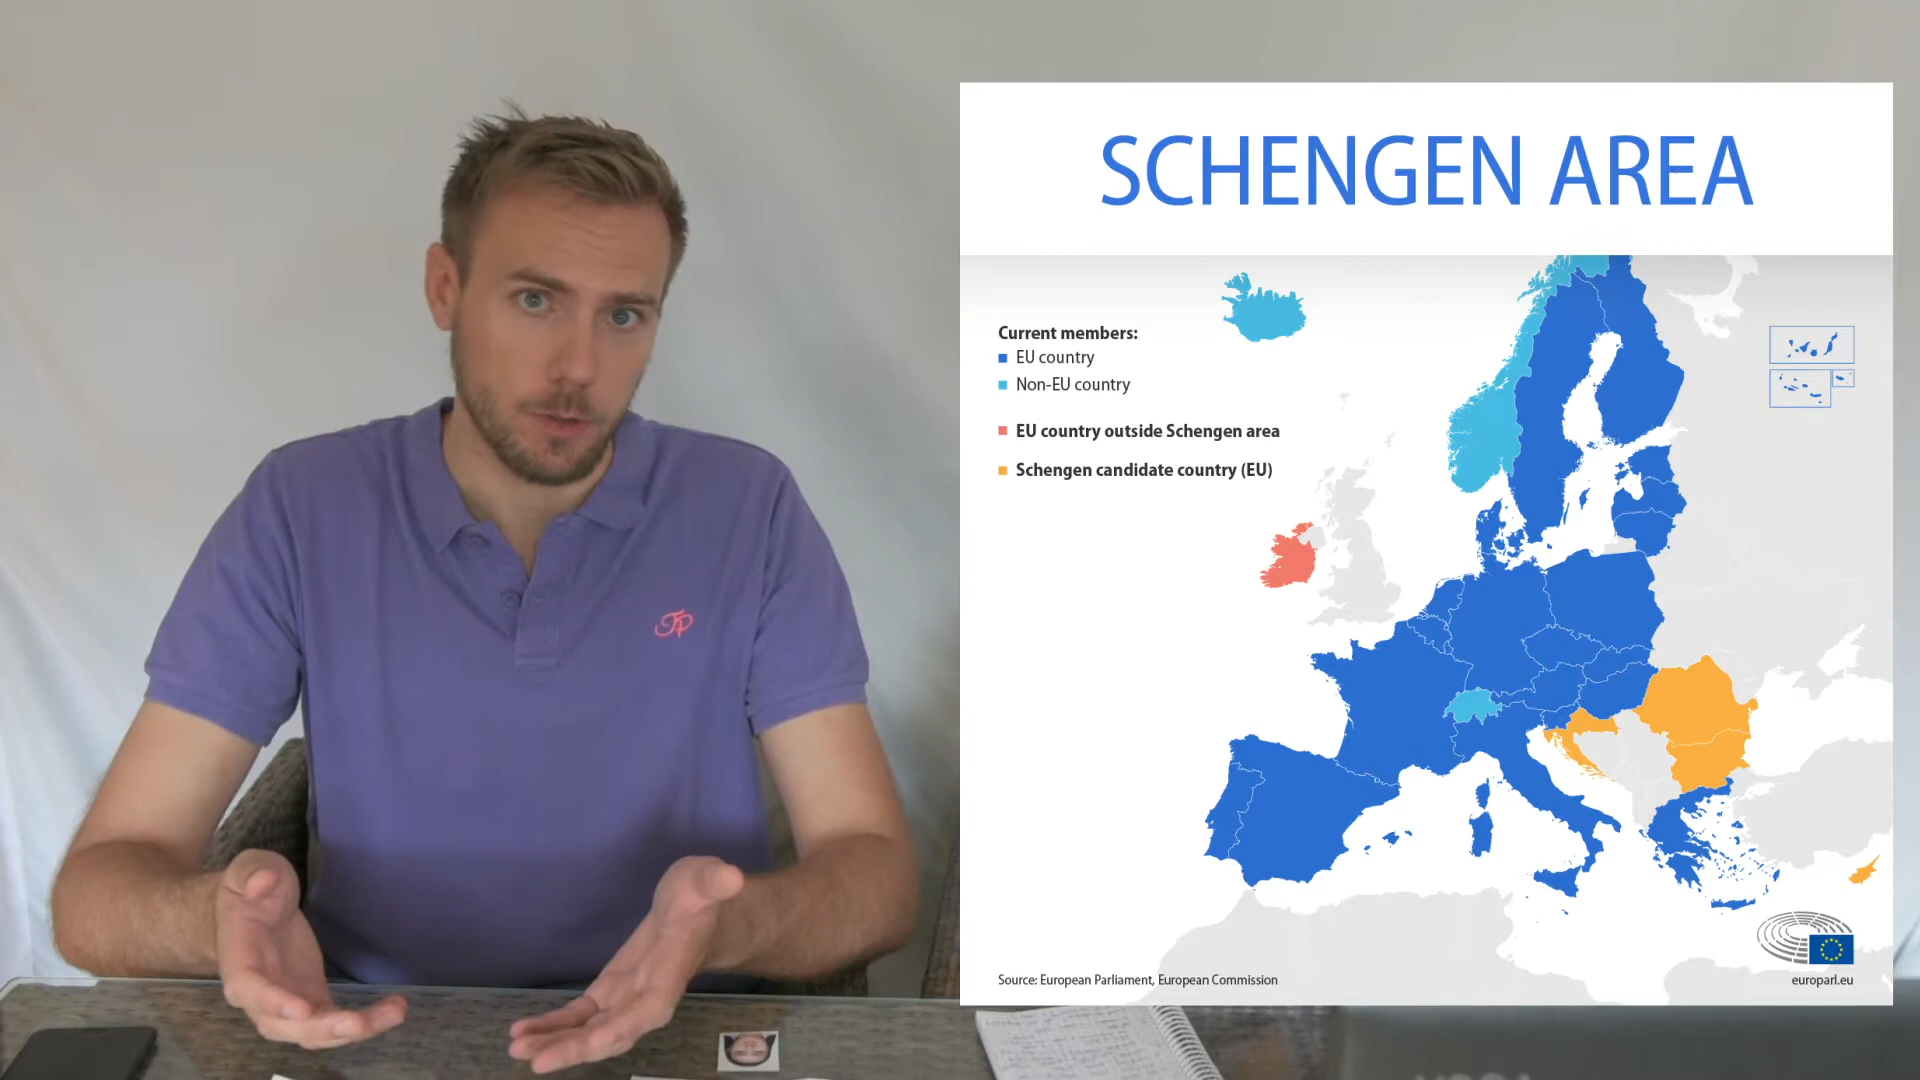 SCHENGEN AREA
Current members:
EU country
Non-EU country
EU country outside Schengen area
Schengen candidate country (EU)
Source: European Parliament, European Commission
europarl.eu